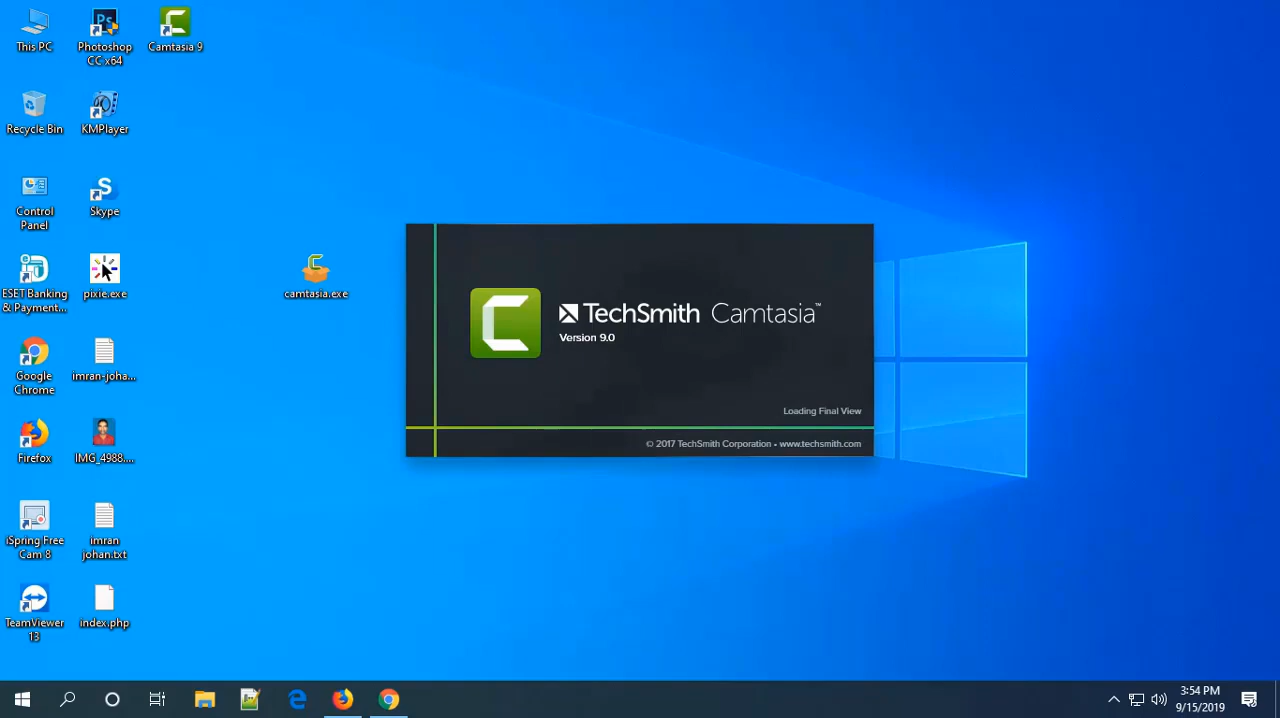 This PC
Photoshop
CC x64
Camtasia 9
Recycle Bin
KMPlayer
Control
Panel
Skype
ESET Banking
& Payment...
pixie.exe
camtasia.exe
Google
Chrome
imran-joha...
Firefox
IMG_4988....
iSpring Free
Cam 8
imran
johan.txt
TeamViewer
13
index.php
TechSmith Camtasia™
Version 9.0
Loading Final View
© 2017 TechSmith Corporation • www.techsmith.com
3:54 PM
9/15/2019